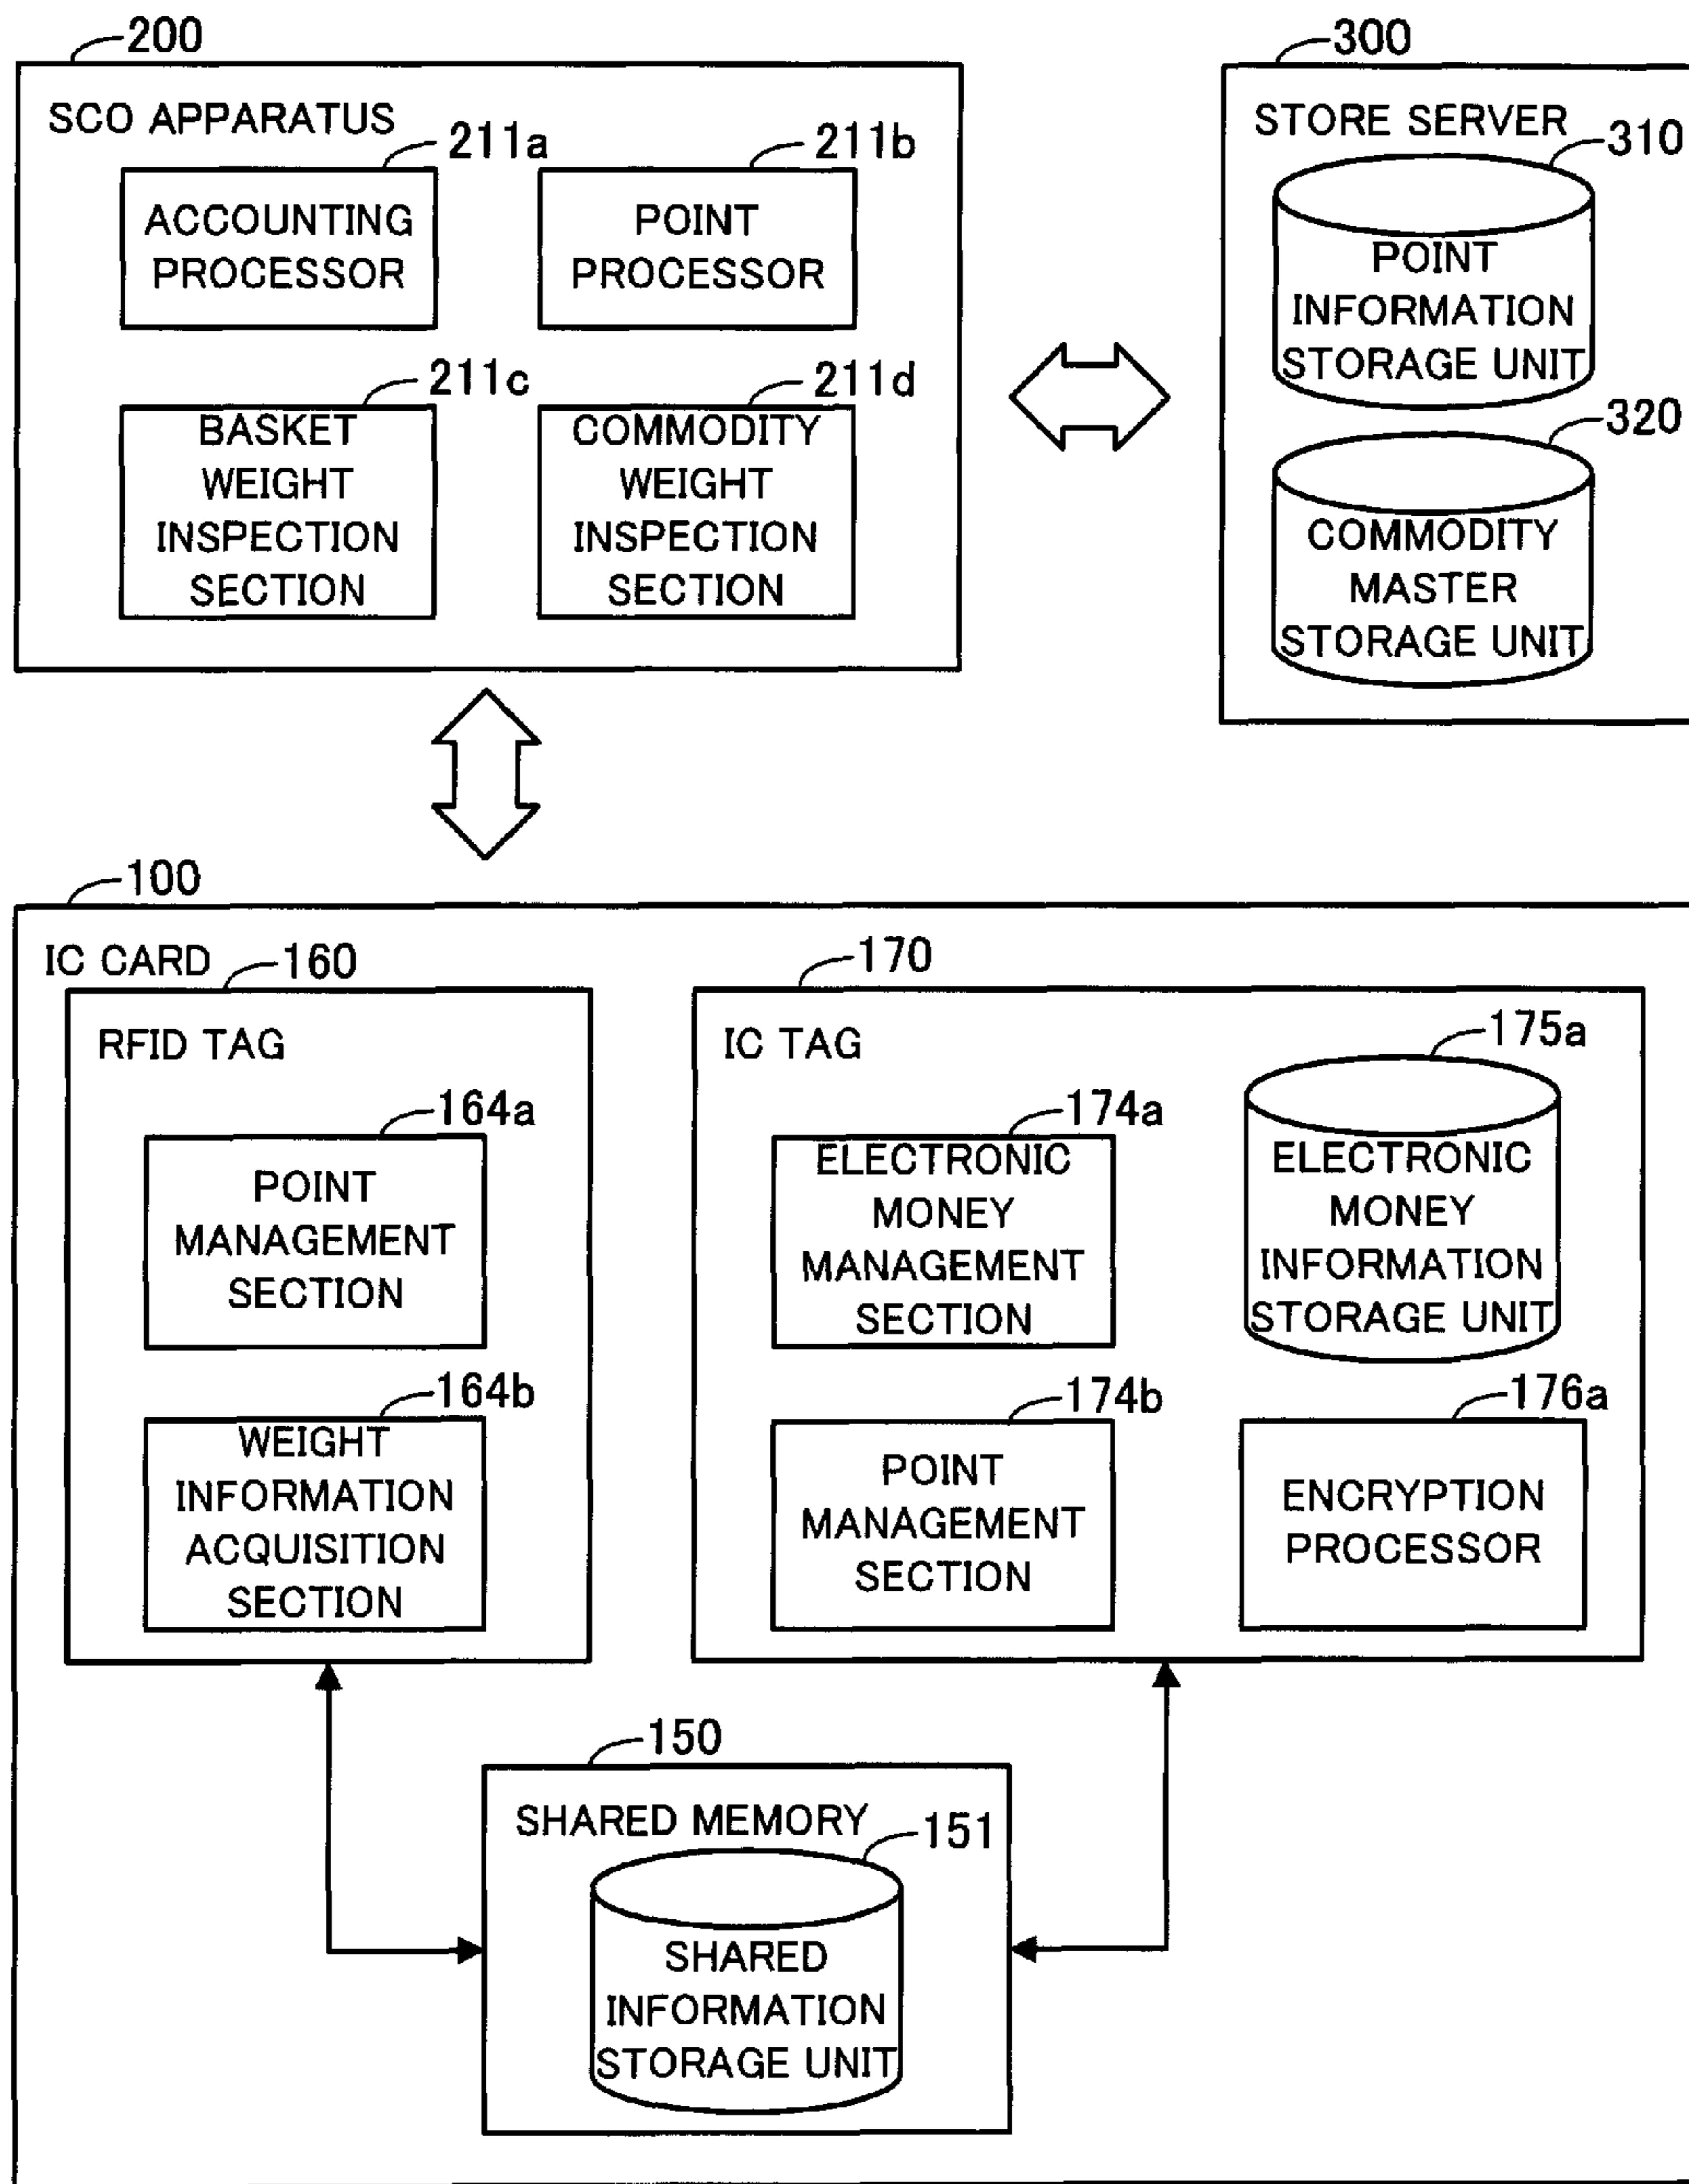 200
SCO APPARATUS
211a
ACCOUNTING
PROCESSOR
211b
POINT
PROCESSOR
211c
BASKET
WEIGHT
INSPECTION
SECTION
211d
COMMODITY
WEIGHT
INSPECTION
SECTION
300
STORE SERVER
310
POINT
INFORMATION
STORAGE UNIT
320
COMMODITY
MASTER
STORAGE UNIT
100
IC CARD
160
RFID TAG
164a
POINT
MANAGEMENT
SECTION
164b
WEIGHT
INFORMATION
ACQUISITION
SECTION
170
IC TAG
174a
ELECTRONIC
MONEY
MANAGEMENT
SECTION
175a
ELECTRONIC
MONEY
INFORMATION
STORAGE UNIT
174b
POINT
MANAGEMENT
SECTION
176a
ENCRYPTION
PROCESSOR
150
SHARED MEMORY
151
SHARED
INFORMATION
STORAGE UNIT